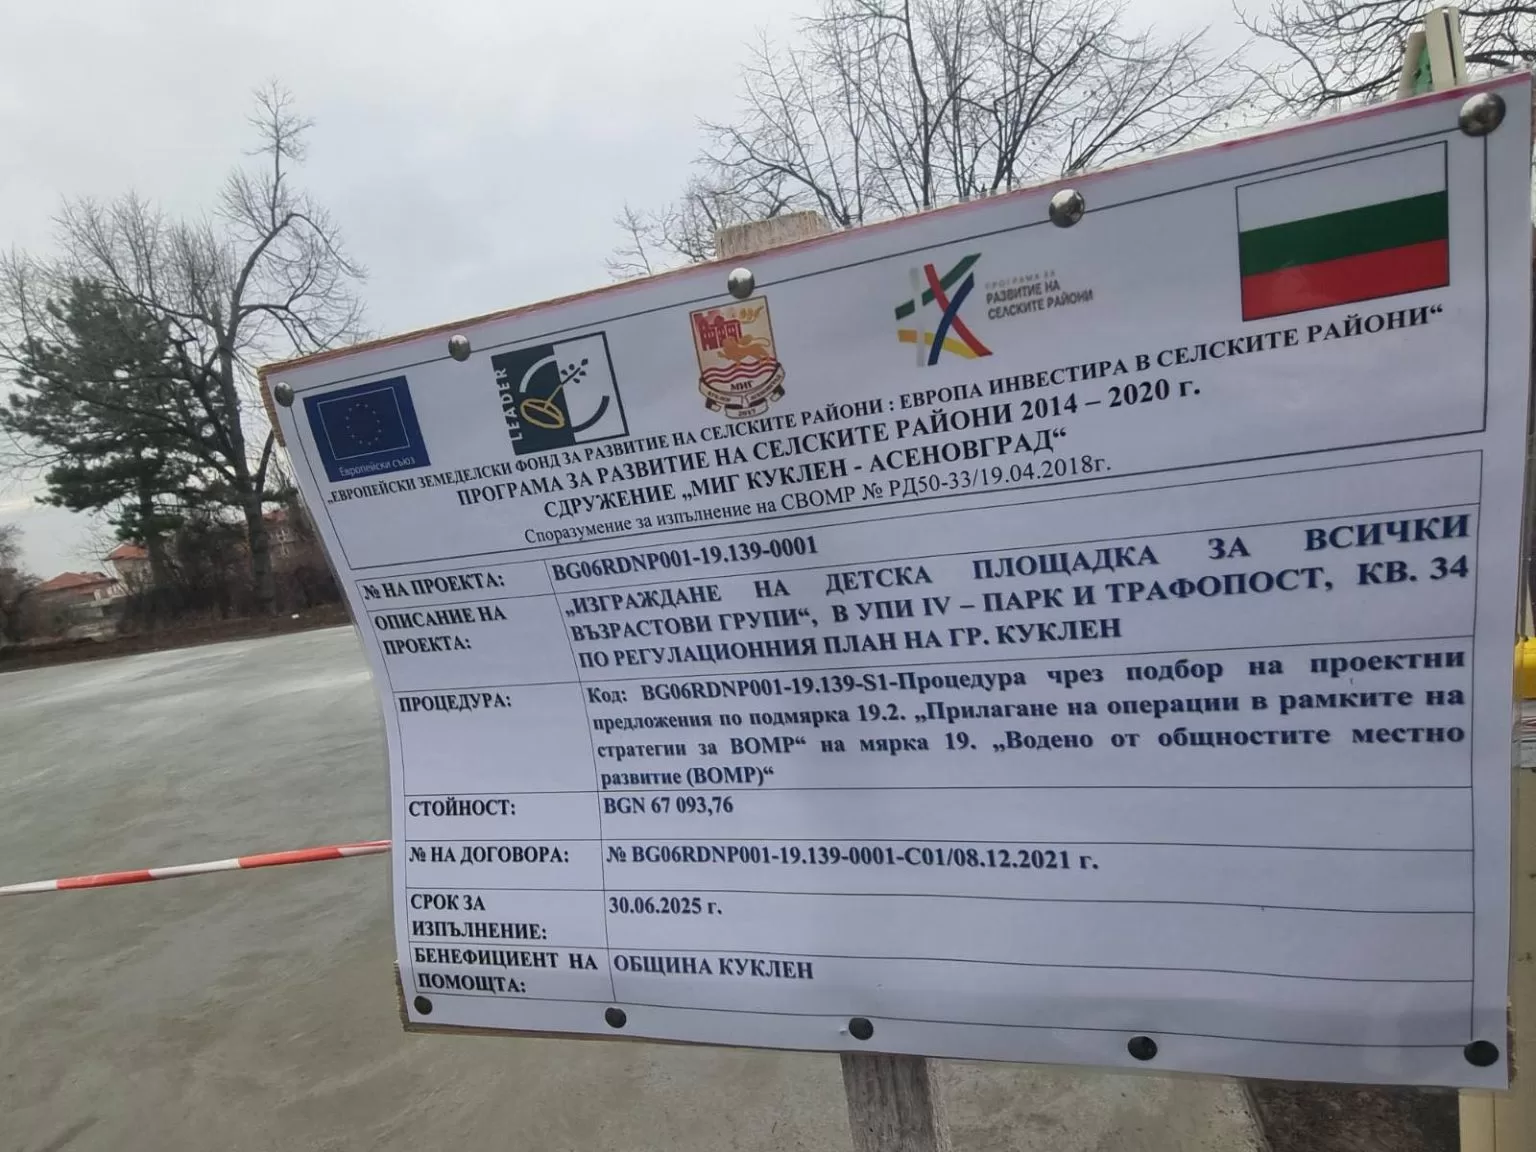 Европейски съюз
LEADER
МИГ
2017
ПРОГРАМА ЗА
РАЗВИТИЕ НА
СЕЛСКИТЕ РАЙОНИ
„ЕВРОПЕЙСКИ ЗЕМЕДЕЛСКИ ФОНД ЗА РАЗВИТИЕ НА СЕЛСКИТЕ РАЙОНИ : ЕВРОПА ИНВЕСТИРА В СЕЛСКИТЕ РАЙОНИ“
ПРОГРАМА ЗА РАЗВИТИЕ НА СЕЛСКИТЕ РАЙОНИ 2014 – 2020 г.
СДРУЖЕНИЕ „МИГ КУКЛЕН - АСЕНОВГРАД“
Споразумение за изпълнение на СВОМР № РД50-33/19.04.2018г.
№ НА ПРОЕКТА: BG06RDNP001-19.139-0001
ОПИСАНИЕ НА
ПРОЕКТА:
„ИЗГРАЖДАНЕ НА ДЕТСКА ПЛОЩАДКА ЗА ВСИЧКИ
ВЪЗРАСТОВИ ГРУПИ“, В УПИ IV – ПАРК И ТРАФОПОСТ, КВ. 34
ПО РЕГУЛАЦИОННИЯ ПЛАН НА ГР. КУКЛЕН
ПРОЦЕДУРА:
Код: BG06RDNP001-19.139-S1-Процедура чрез подбор на проектни
предложения по подмярка 19.2. „Прилагане на операции в рамките на
стратегии за ВОМР“ на мярка 19. „Водено от общностите местно
развитие (ВОМР)“
СТОЙНОСТ: BGN 67 093,76
№ НА ДОГОВОРА: № BG06RDNP001-19.139-0001-C01/08.12.2021 г.
СРОК ЗА
ИЗПЪЛНЕНИЕ:
30.06.2025 г.
БЕНЕФИЦИЕНТ НА
ПОМОЩТА:
ОБЩИНА КУКЛЕН